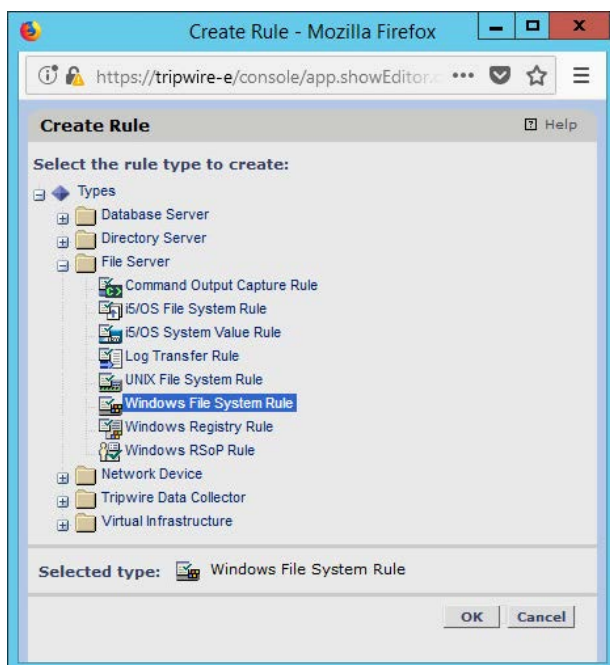 Create Rule - Mozilla Firefox
https://tripwire-e/console/app.showEditor.c
Create Rule
Help
Select the rule type to create:
Types
Database Server
Directory Server
File Server
Command Output Capture Rule
i5/OS File System Rule
i5/OS System Value Rule
Log Transfer Rule
UNIX File System Rule
Windows File System Rule
Windows Registry Rule
Windows RSoP Rule
Network Device
Tripwire Data Collector
Virtual Infrastructure
Selected type: Windows File System Rule
OK Cancel